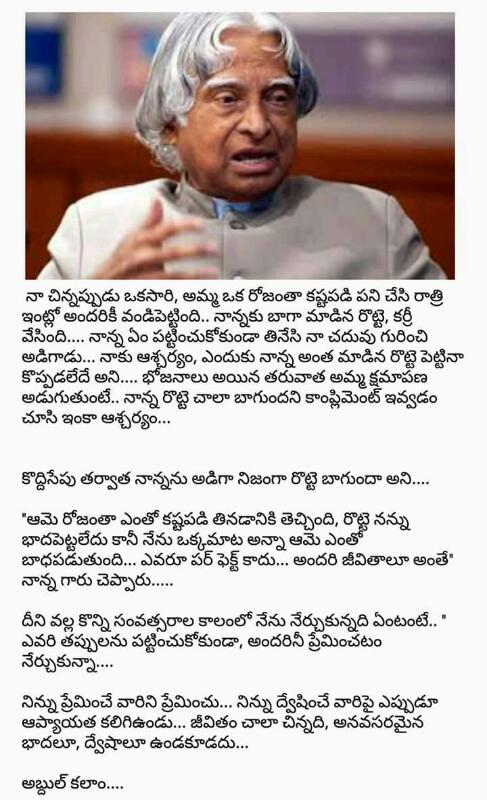 నా చిన్నప్పుడు ఒకసారి, అమ్మ ఒక రోజంతా కష్టపడి పని చేసి రాత్రి
ఇంట్లో అందరికీ వండిపెట్టింది.. నాన్నకు బాగా మాడిన రొట్టె, కర్రీ
వేసింది.... నాన్న ఏం పట్టించుకోకుండా తినేసి నా చదువు గురించి
అడిగాడు... నాకు ఆశ్చర్యం, ఎందుకు నాన్న అంత మాడిన రొట్టె పెట్టినా
కొప్పడలేదే అని.... భోజనాలు అయిన తరువాత అమ్మ క్షమాపణ
అడుగుతుంటే.. నాన్న రొట్టె చాలా బాగుందని కాంప్లిమెంట్ ఇవ్వడం
చూసి ఇంకా ఆశ్చర్యం...
కొద్దిసేపు తర్వాత నాన్నను అడిగా నిజంగా రొట్టె బాగుందా అని....
"ఆమె రోజంతా ఎంతో కష్టపడి తినడానికి తెచ్చింది, రొట్టె నన్ను
భాదపెట్టలేదు కానీ నేను ఒక్కమాట అన్నా ఆమె ఎంతో
బాధపడుతుంది... ఎవరూ పర్ ఫెక్ట్ కాదు... అందరి జీవితాలూ అంతే"
నాన్న గారు చెప్పారు.....
దీని వల్ల కొన్ని సంవత్సరాల కాలంలో నేను నేర్చుకున్నది ఏంటంటే.. "
ఎవరి తప్పులను పట్టించుకోకుండా, అందరినీ ప్రేమించటం
నేర్చుకున్నా....
నిన్ను ప్రేమించే వారిని ప్రేమించు... నిన్ను ద్వేషించే వారిపై ఎప్పుడూ
ఆప్యాయత కలిగిఉండు... జీవితం చాలా చిన్నది, అనవసరమైన
భాదలూ, ద్వేషాలూ ఉండకూడదు...
అబ్దుల్ కలాం....